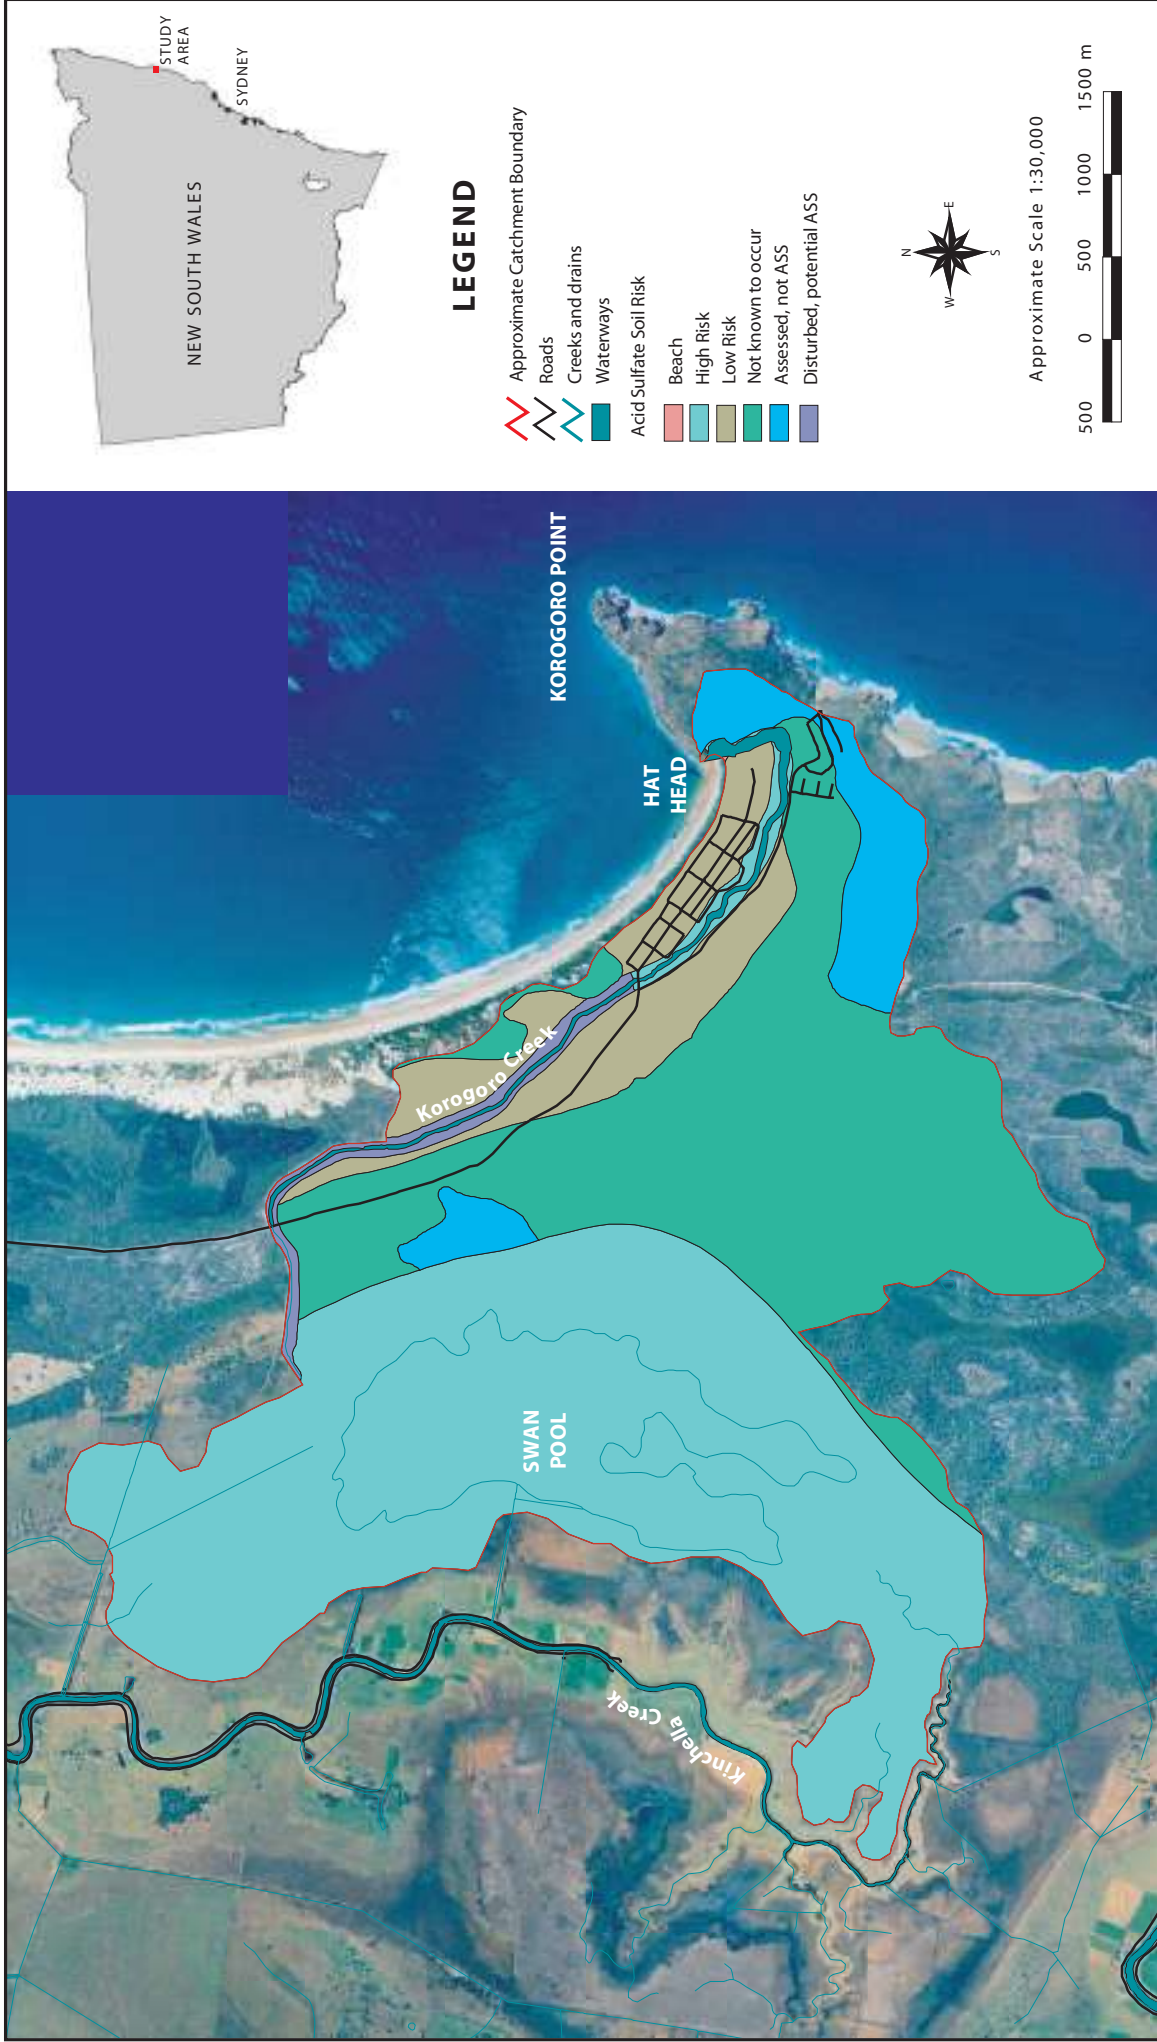 STUDY
AREA
SYDNEY
NEW SOUTH WALES
LEGEND
Approximate Catchment Boundary
Roads
Creeks and drains
Waterways
Acid Sulfate Soil Risk
Beach
High Risk
Low Risk
Not known to occur
Assessed, not ASS
Disturbed, potential ASS
N
E
S
W
Approximate Scale 1:30,000
500 0 500 1000 1500 m
KOROGORO POINT
HAT
HEAD
Korogoro Creek
SWAN
POOL
Kinchella Creek